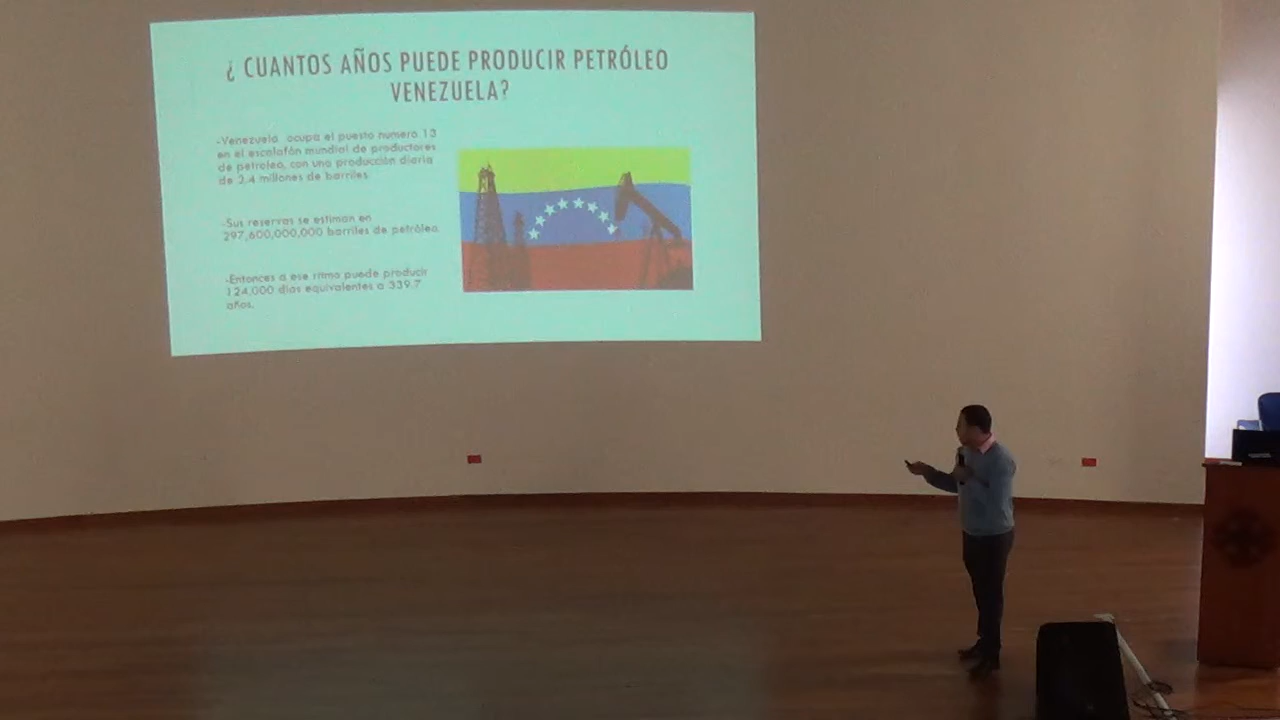 ¿ CUANTOS AÑOS PUEDE PRODUCIR PETRÓLEO
VENEZUELA?
-Venezuela ocupa el puesto numero 13
en el escalafón mundial de productores
de petroleo, con una producción diaria
de 2.4 millones de barriles
-Sus reservas se estiman en
297,600,000,000 barriles de petróleo.
-Entonces a ese ritmo puede producir
124,000 dias equivalentes a 339.7
años.